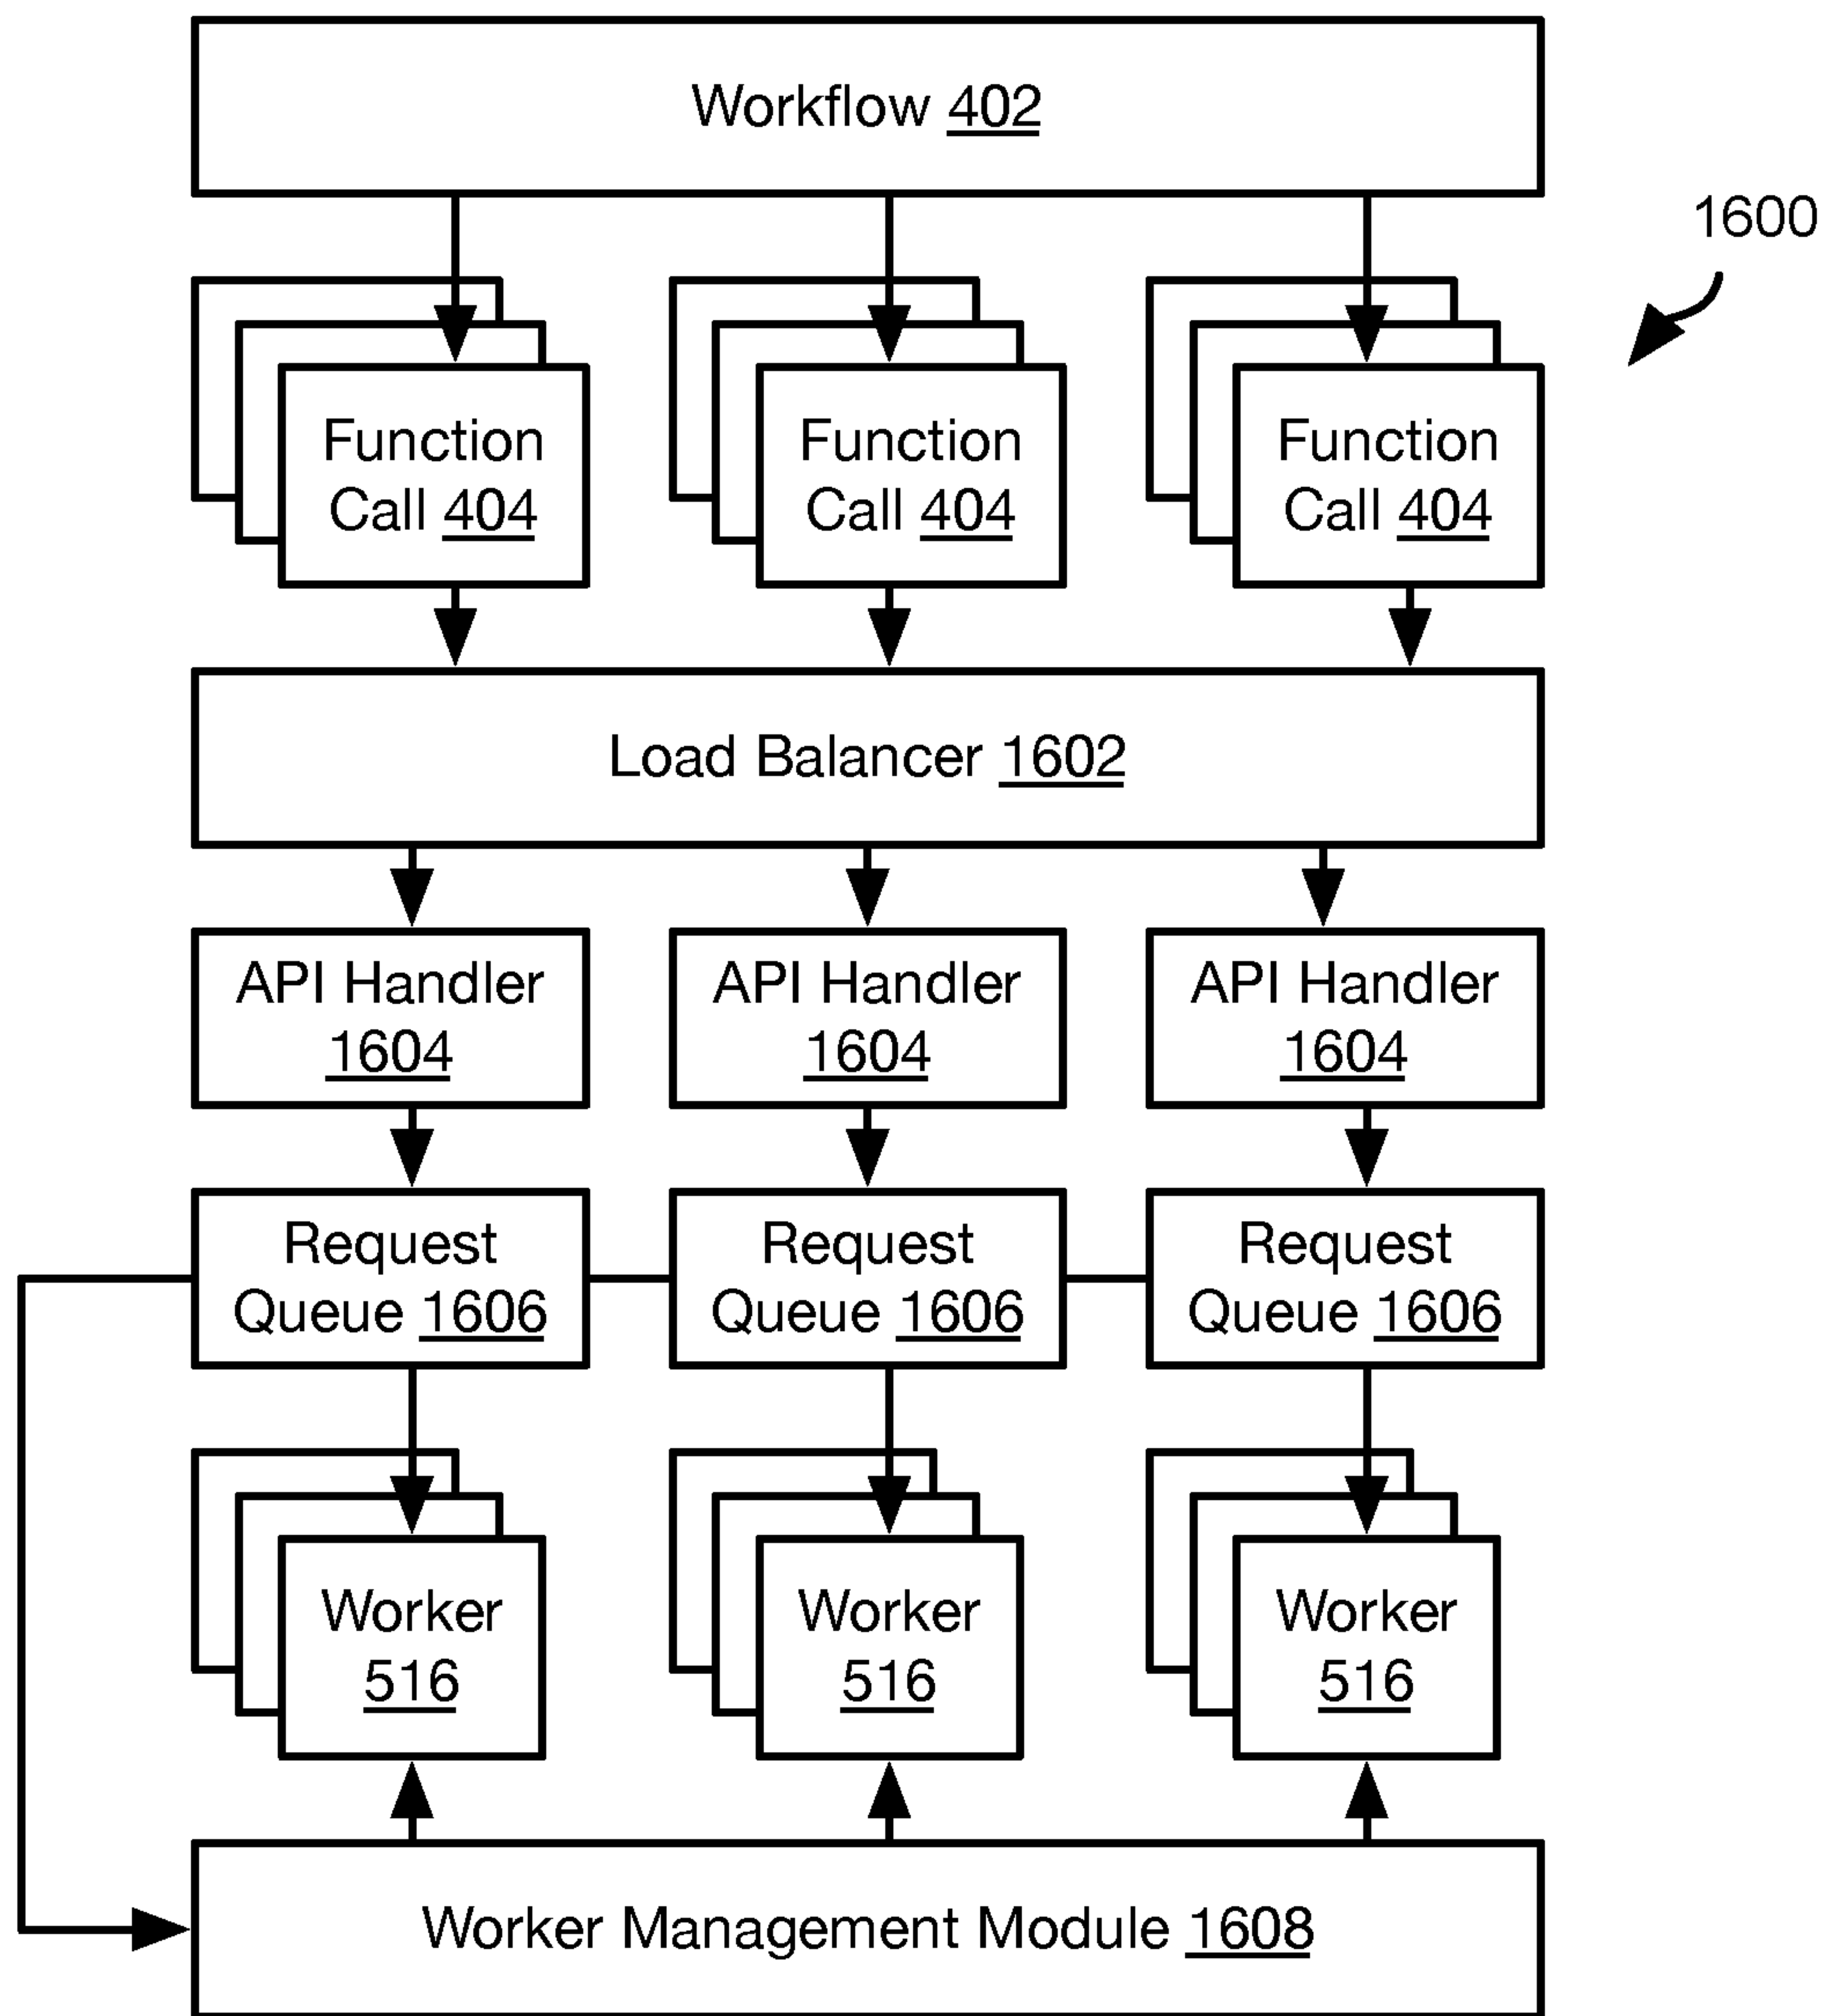 Workflow 402
1600
Function
Call 404
Function
Call 404
Function
Call 404
Load Balancer 1602
API Handler
1604
API Handler
1604
API Handler
1604
Request
Queue 1606
Request
Queue 1606
Request
Queue 1606
Worker
516
Worker
516
Worker
516
Worker Management Module 1608